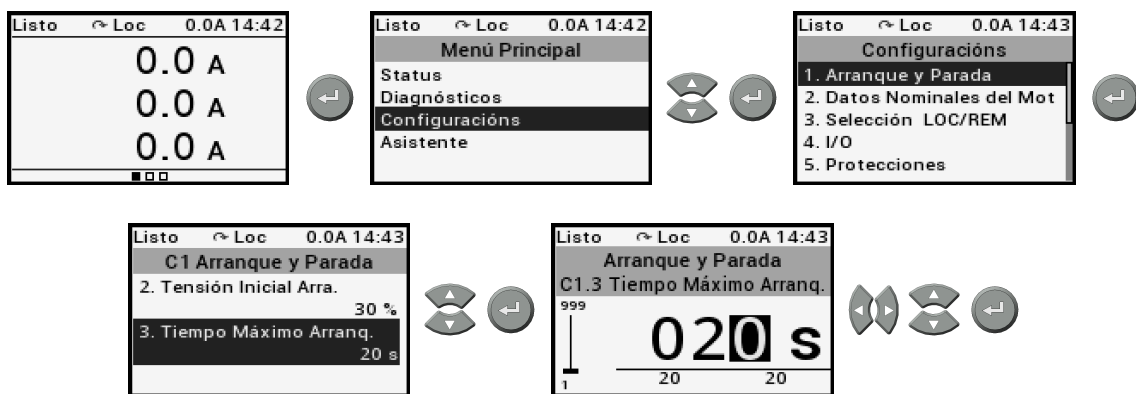 Listo Loc 0.0A 14:42
0.0 A
0.0 A
0.0 A
Listo Loc 0.0A 14:42
Menú Principal
Status
Diagnósticos
Configuracións
Asistente
Listo Loc 0.0A 14:43
Configuracións
1. Arranque y Parada
2. Datos Nominales del Mot
3. Selección LOC/REM
4. I/O
5. Protecciones
Listo Loc 0.0A 14:43
C1 Arranque y Parada
2. Tensión Inicial Arra.
30 %
3. Tiempo Máximo Arranq.
20 s
Listo Loc 0.0A 14:43
Arranque y Parada
C1.3 Tiempo Máximo Arranq.
999
020 s
1 20 20